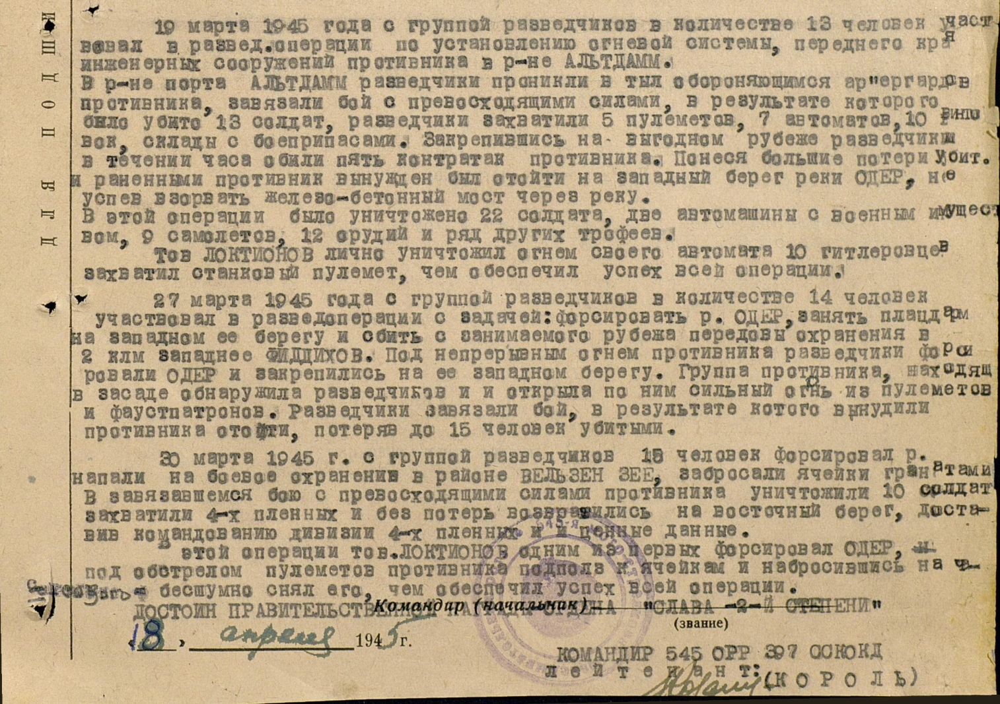 19 марта 1945 года с группой разведчиков в количестве 13 человек участ
вовал в развед.операции по установлению огневой системы, переднего края
инженерных сооружений противника в р-не АЛЬТДАММ.
В р-не порта АЛЬТДАММ разведчики проникли в тыл обороняющимся ар"ергардов
противника, завязали бой с превосходящими силами, в результате которого
было убито 13 солдат, разведчики захватили 5 пулеметов, 7 автоматов, 10 винто
вок, склады с боеприпасами. Закрепившись на выгодном рубеже разведчики
в течении часа обили пять контратак противника. Понеся большие потери убит.
и раненными противник вынужден был отойти на западный берег реки ОДЕР, не
успев взорвать железо-бетонный мост через реку.
В этой операции было уничтожено 22 солдата, две автомашины с военным имущест
вом, 9 самолетов, 12 орудий и ряд других трофеев.
Тов ЛОКТИОНОВ лично уничтожил огнем своего автомата 10 гитлеровцев
захватил станковый пулемет, чем обеспечил успех всей операции.
27 марта 1945 года с группой разведчиков в количестве 14 человек
участвовал в разведоперации с задачей: форсировать р. ОДЕР, занять плацдарм
на западном ее берегу и сбить с занимаемого рубежа передовы охранения в
2 клм западнее ФИДДИХОВ. Под непрерывным огнем противника разведчики форси
ровали ОДЕР и закрепились на ее западном берегу. Группа противника, находящ
в засаде обнаружила разведчиков и и открыла по ним сильный огнь из пулеметов
и фаустпатронов. Разведчики завязали бой, в результате котого вынудили
противника отойти, потеряв до 15 человек убитыми.
30 марта 1945 г. с группой разведчиков 15 человек форсировал р.
напали на боевое охранение в районе ВЕЛЬЗЕН ЗЕЕ, забросали ячейки гранатами
В завязавшемся бою с превосходящими силами противника уничтожили 10 солдат
захватили 4-х пленных и без потерь возвратились на восточный берег, доста-
вив командованию дивизии 4-х пленных и и ценные данные.
В этой операции тов.ЛОКТИОНОВ одним из первых форсировал ОДЕР,
под обстрелом пулеметов противника подполз к ячейкам и набросившись на ч-
бесшумно снял его, чем обеспечил успех всей операции.
ДОСТОИН ПРАВИТЕЛЬСТВЕННОЙ НАГРАДЫ ОРДЕНА "СЛАВА -2-Й СТЕПЕНИ"
Командир (начальник)
(звание)
"18" апреля 1945 г.
КОМАНДИР 545 ОРР 397 ССКОКД
лейтенант:
(КОРОЛЬ)